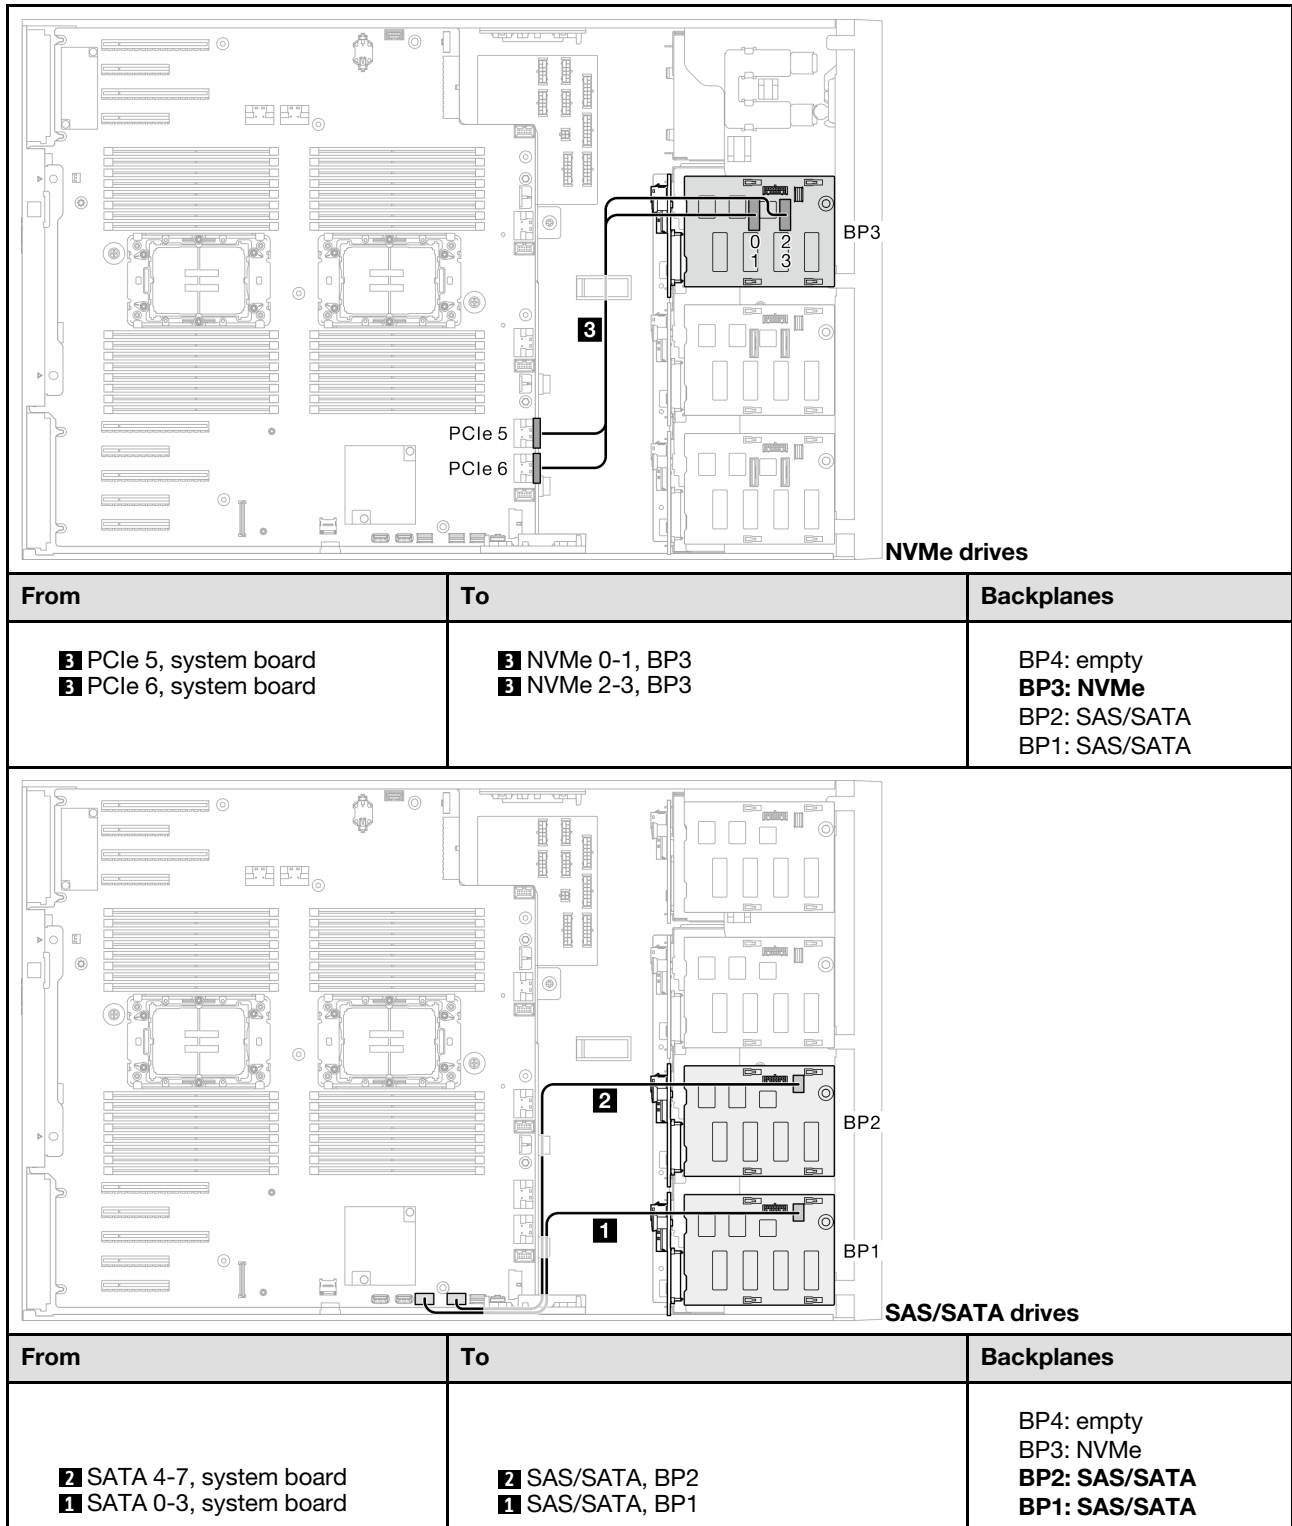 BP3
0 2
1 3
3
PCIe 5
PCIe 6
NVMe drives
From To Backplanes
3 PCIe 5, system board
3 PCIe 6, system board
3 NVMe 0-1, BP3
3 NVMe 2-3, BP3
BP4: empty
BP3: NVMe
BP2: SAS/SATA
BP1: SAS/SATA
2
BP2
1
BP1
SAS/SATA drives
From To Backplanes
2 SATA 4-7, system board
1 SATA 0-3, system board
2 SAS/SATA, BP2
1 SAS/SATA, BP1
BP4: empty
BP3: NVMe
BP2: SAS/SATA
BP1: SAS/SATA